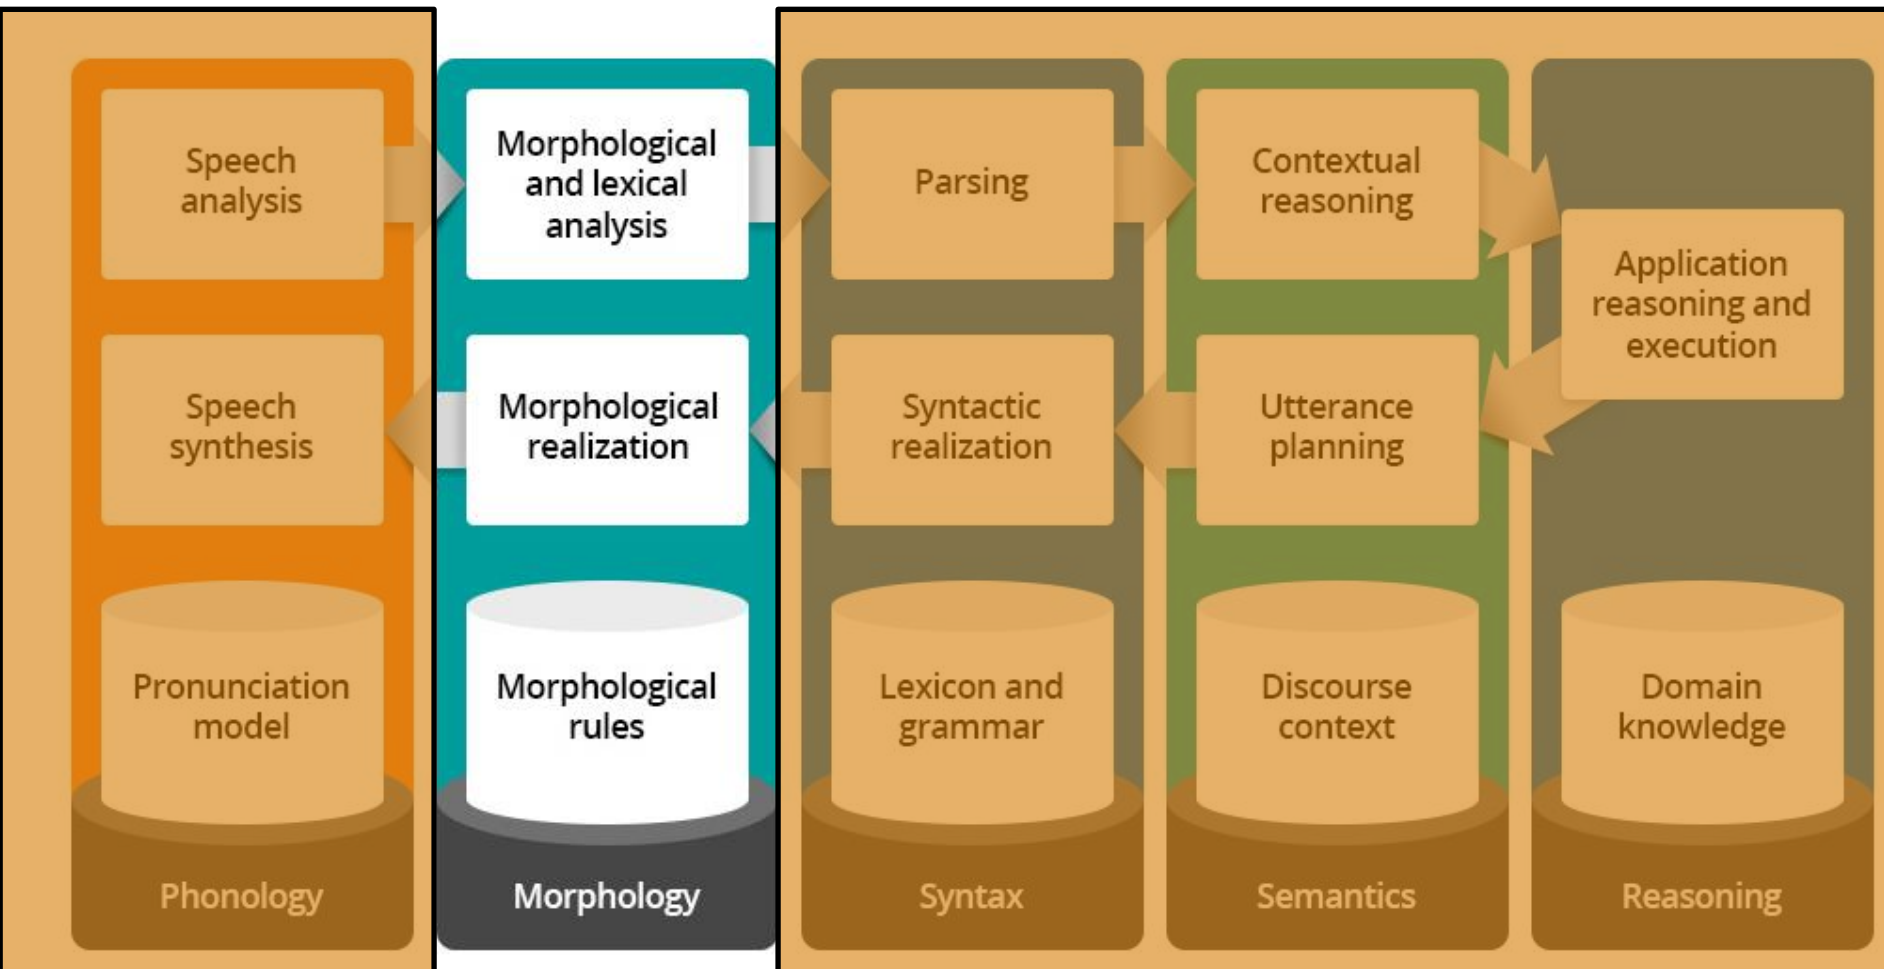 Speech
analysis
Morphological
and lexical
analysis
Parsing
Contextual
reasoning
Application
reasoning and
execution
Speech
synthesis
Morphological
realization
Syntactic
realization
Utterance
planning
Pronunciation
model
Morphological
rules
Lexicon and
grammar
Discourse
context
Domain
knowledge
Phonology
Morphology
Syntax
Semantics
Reasoning